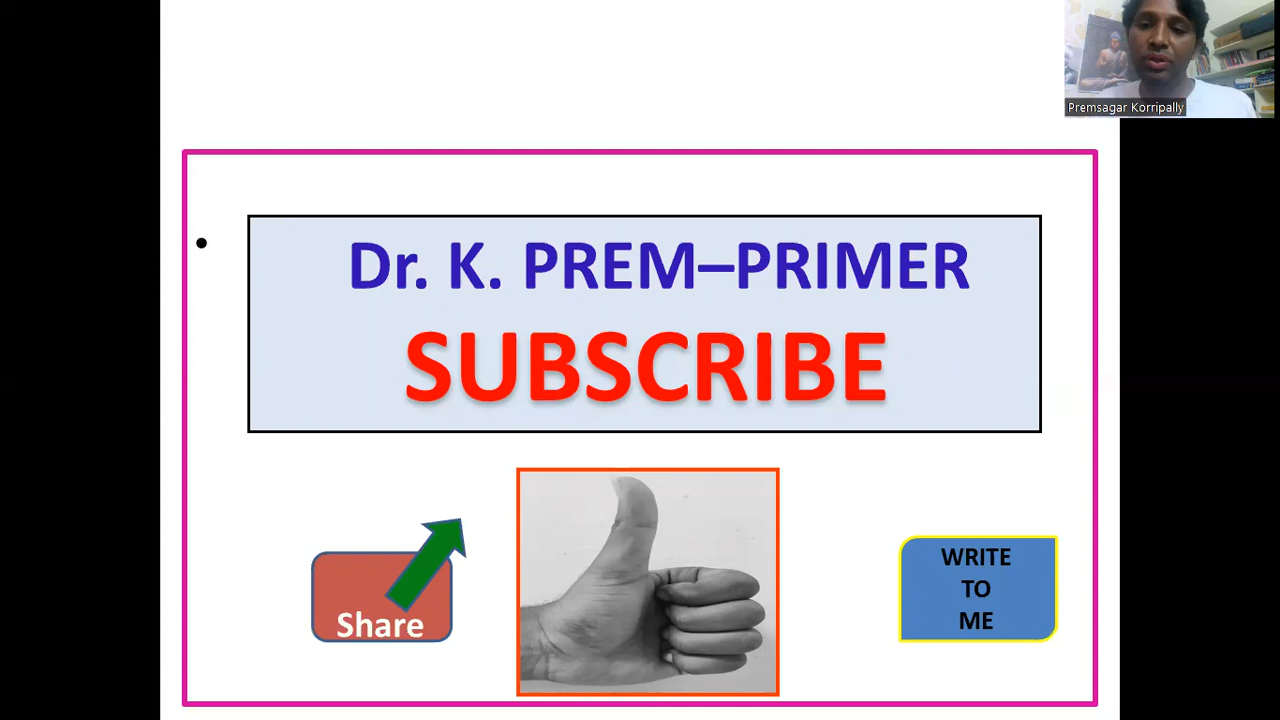 Premsagar Korripally
Dr. K. PREM–PRIMER
SUBSCRIBE
Share
WRITE
TO
ME